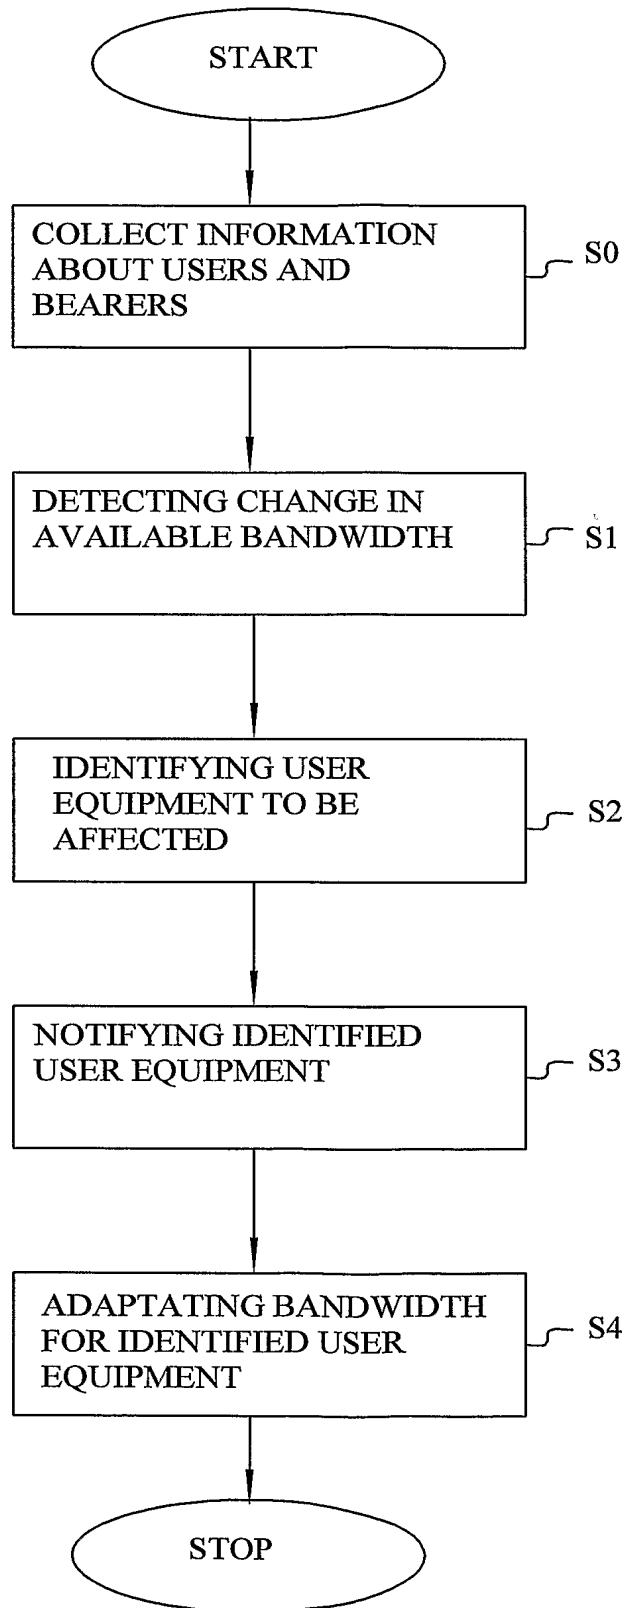 START
COLLECT INFORMATION
ABOUT USERS AND
BEARERS
S0
DETECTING CHANGE IN
AVAILABLE BANDWIDTH
S1
IDENTIFYING USER
EQUIPMENT TO BE
AFFECTED
S2
NOTIFYING IDENTIFIED
USER EQUIPMENT
S3
ADAPTATING BANDWIDTH
FOR IDENTIFIED USER
EQUIPMENT
S4
STOP